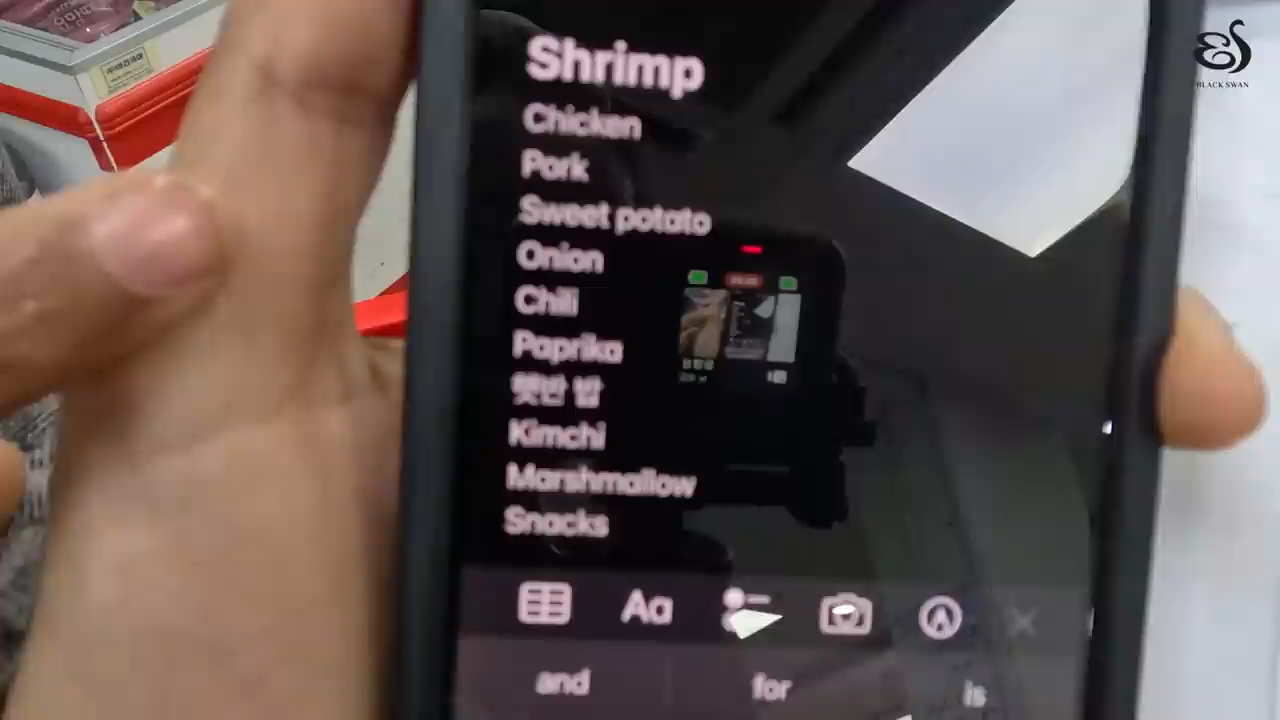 Shrimp
Chicken
Pork
Sweet potato
Onion
Chili
Paprika
햇반 밥
Kimchi
Marshmallow
Snacks
Aa
and for is
BLACK SWAN